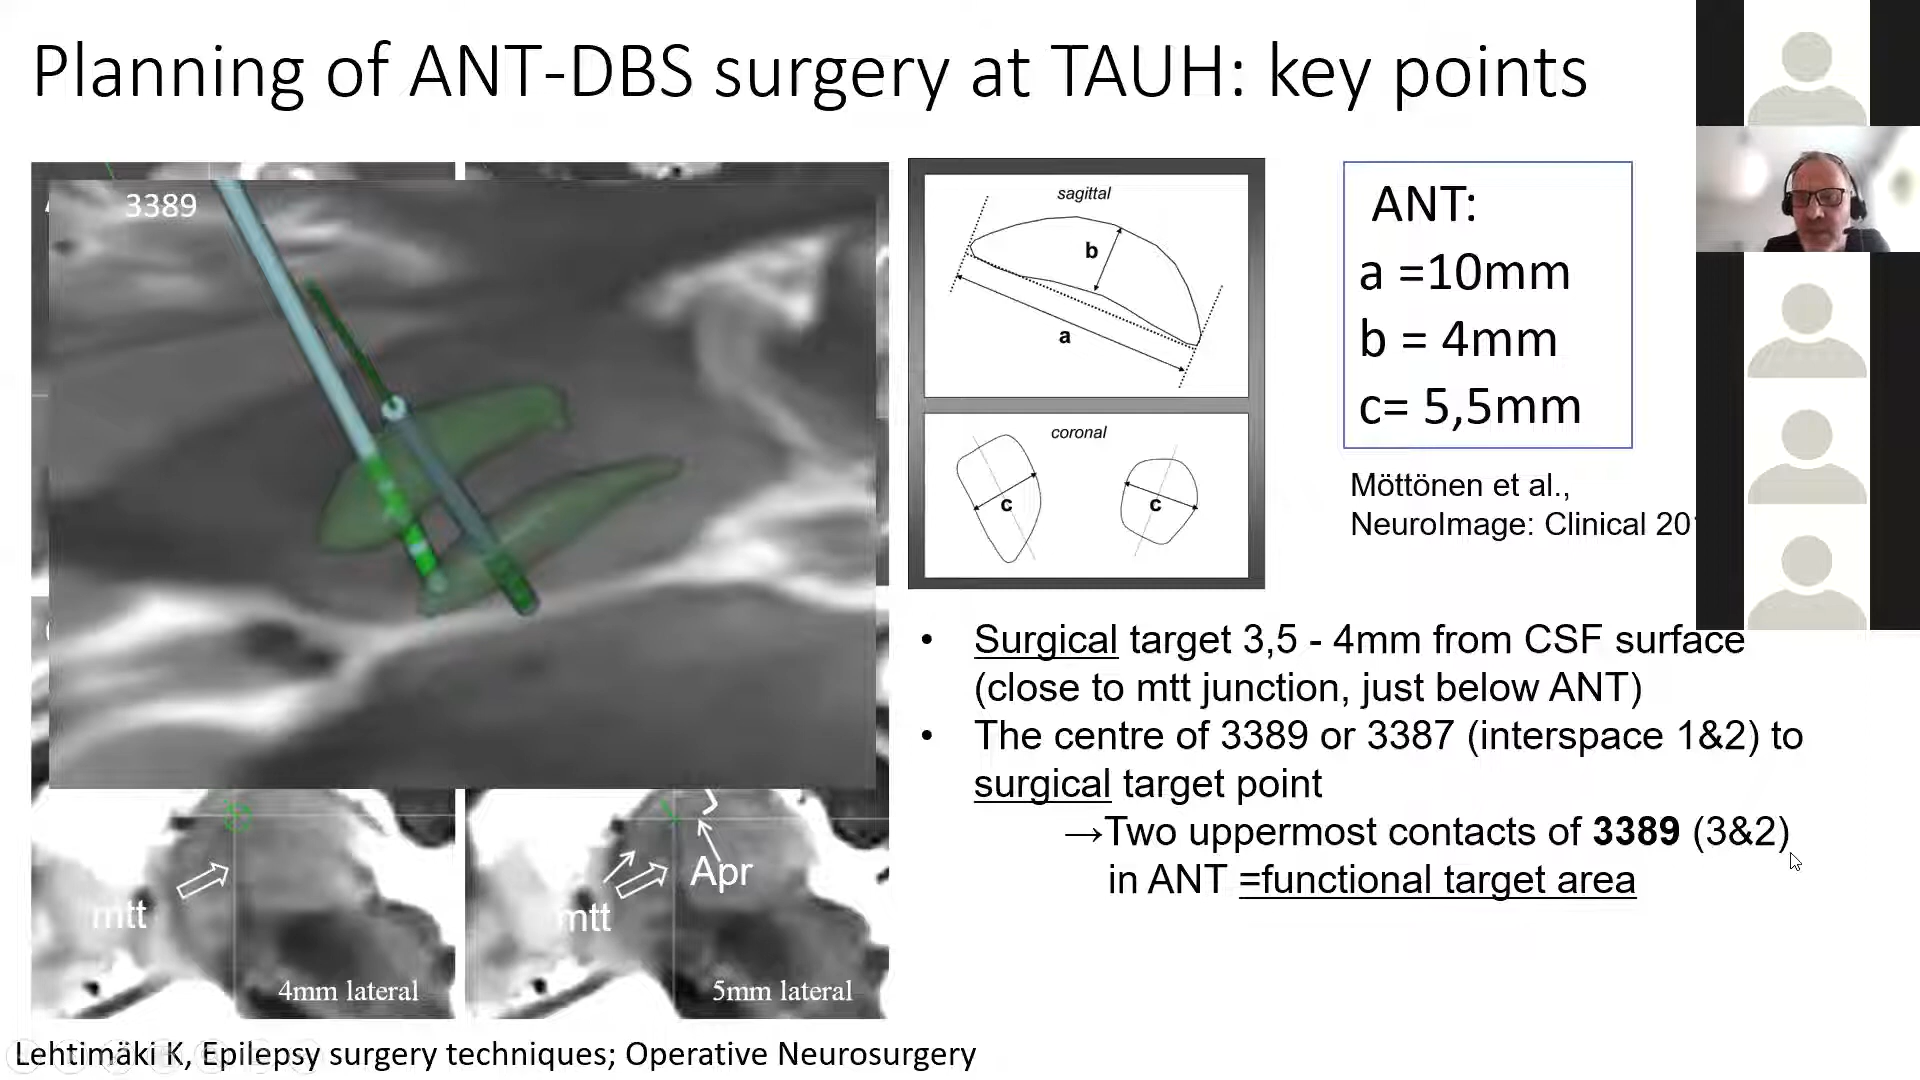 Planning of ANT-DBS surgery at TAUH: key points
3389
sagittal
b
a
coronal
c
c
ANT:
a =10mm
b = 4mm
c= 5,5mm
Möttönen et al.,
NeuroImage: Clinical
• Surgical target 3,5 - 4mm from CSF surface
(close to mtt junction, just below ANT)
• The centre of 3389 or 3387 (interspace 1&2) to
surgical target point
→Two uppermost contacts of 3389 (3&2)
in ANT =functional target area
mtt
4mm lateral
Apr
mtt
5mm lateral
Lehtimäki K, Epilepsy surgery techniques; Operative Neurosurgery